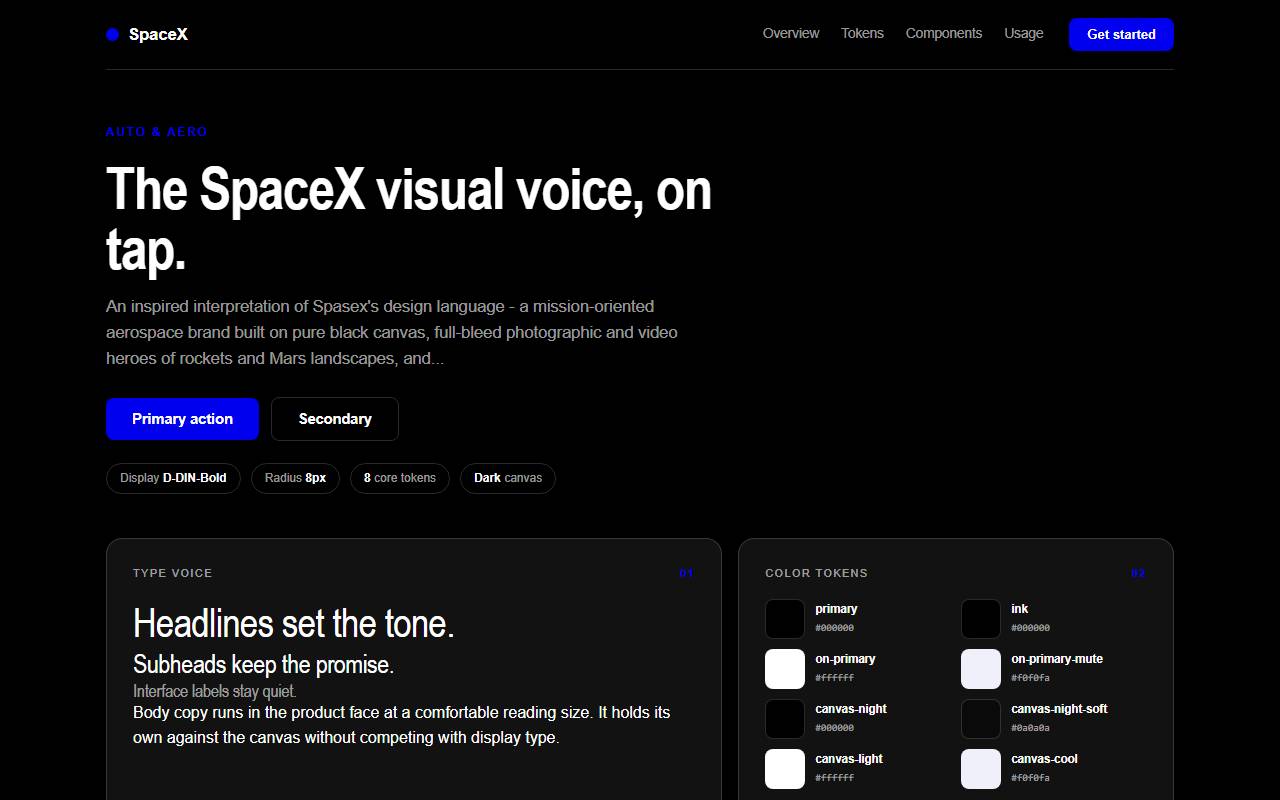 SpaceX
Overview Tokens Components Usage Get started
AUTO & AERO
The SpaceX visual voice, on
tap.
An inspired interpretation of Spasex's design language - a mission-oriented
aerospace brand built on pure black canvas, full-bleed photographic and video
heroes of rockets and Mars landscapes, and...
Primary action Secondary
Display D-DIN-Bold Radius 8px 8 core tokens Dark canvas
TYPE VOICE 01
Headlines set the tone.
Subheads keep the promise.
Interface labels stay quiet.
Body copy runs in the product face at a comfortable reading size. It holds its
own against the canvas without competing with display type.
COLOR TOKENS 02
primary
#000000
ink
#000000
on-primary
#ffffff
on-primary-mute
#f0f0fa
canvas-night
#000000
canvas-night-soft
#0a0a0a
canvas-light
#ffffff
canvas-cool
#f0f0fa